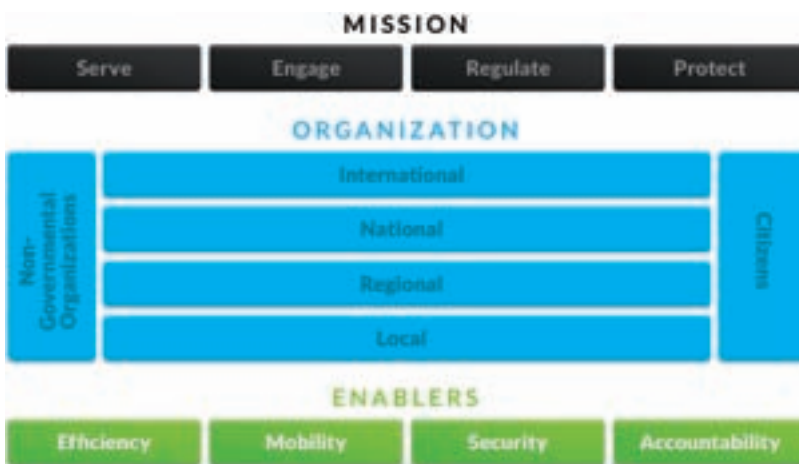 MISSION
Serve
Engage
Regulate
Protect
ORGANIZATION
Non-
Governmental
Organizations
International
National
Regional
Local
Citizens
ENABLERS
Efficiency
Mobility
Security
Accountability